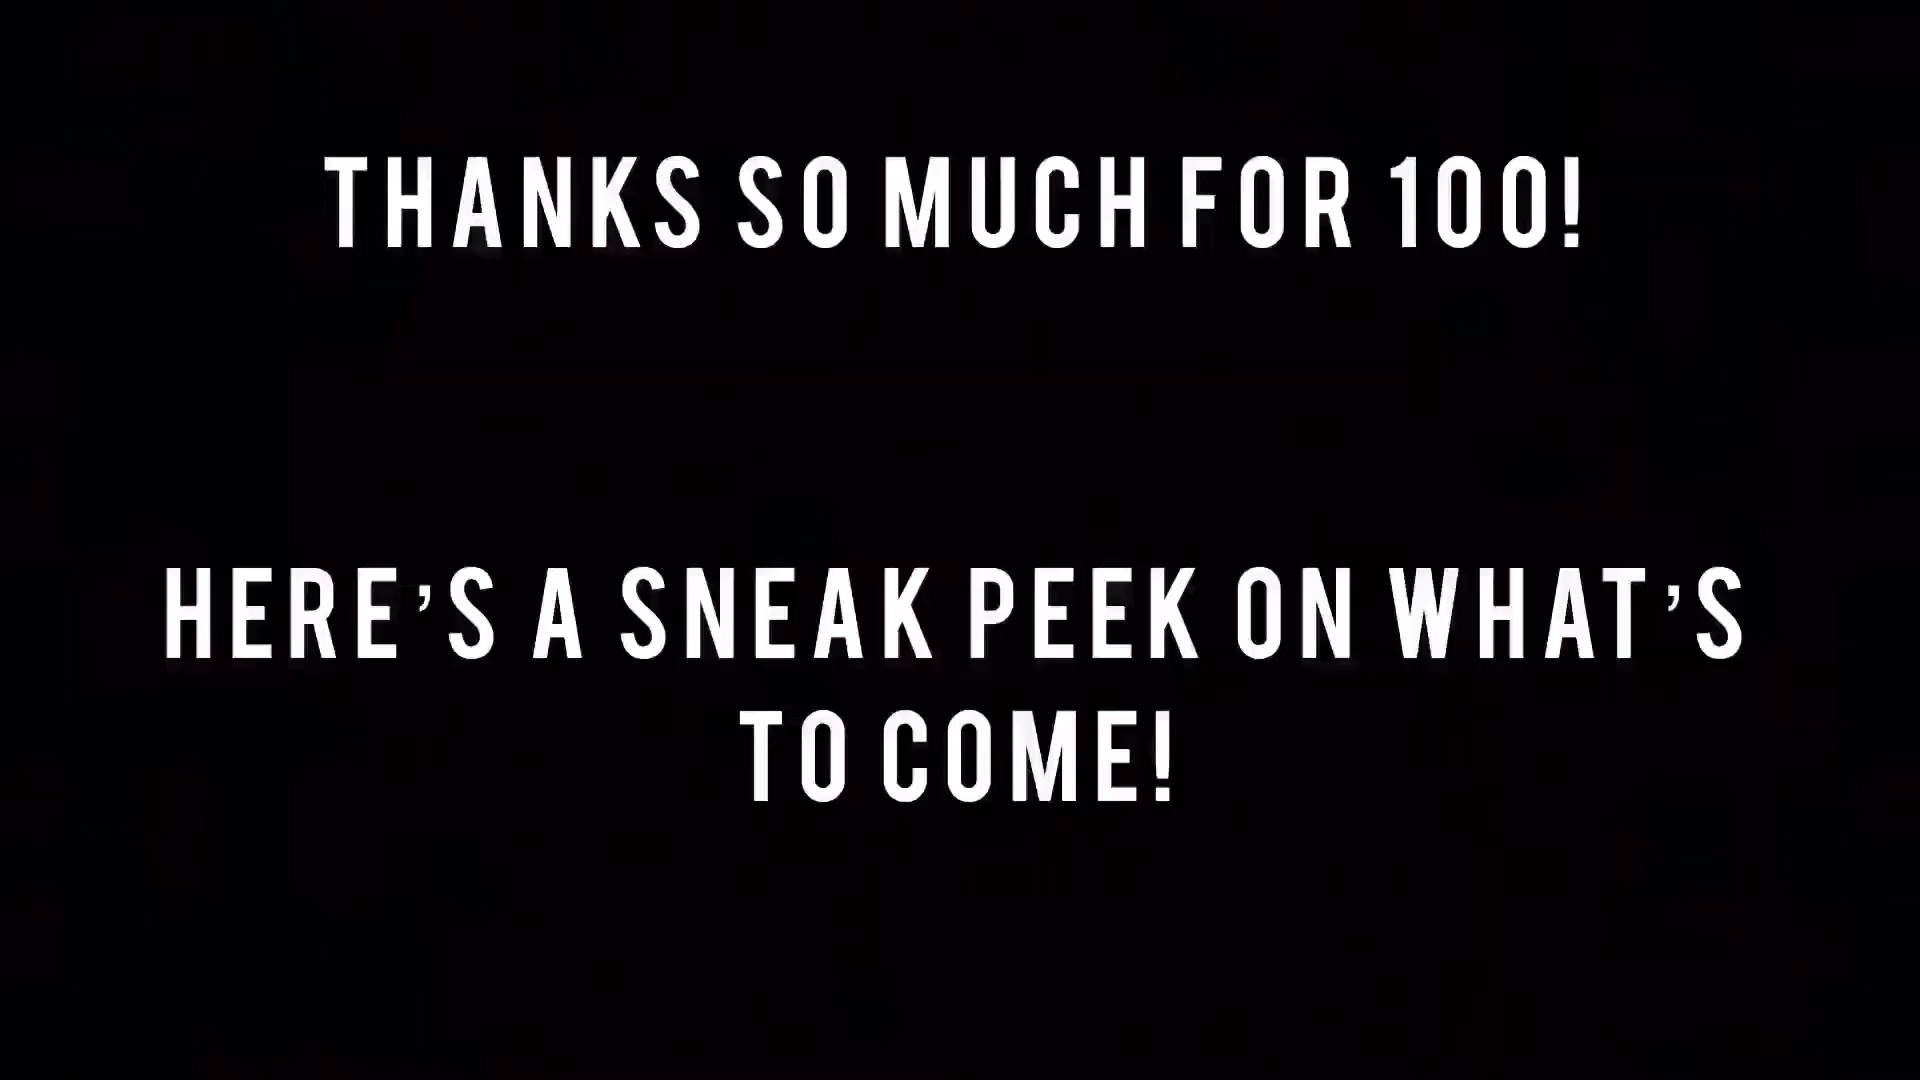 THANKS SO MUCH FOR 100!
HERE'S A SNEAK PEEK ON WHAT'S
TO COME!